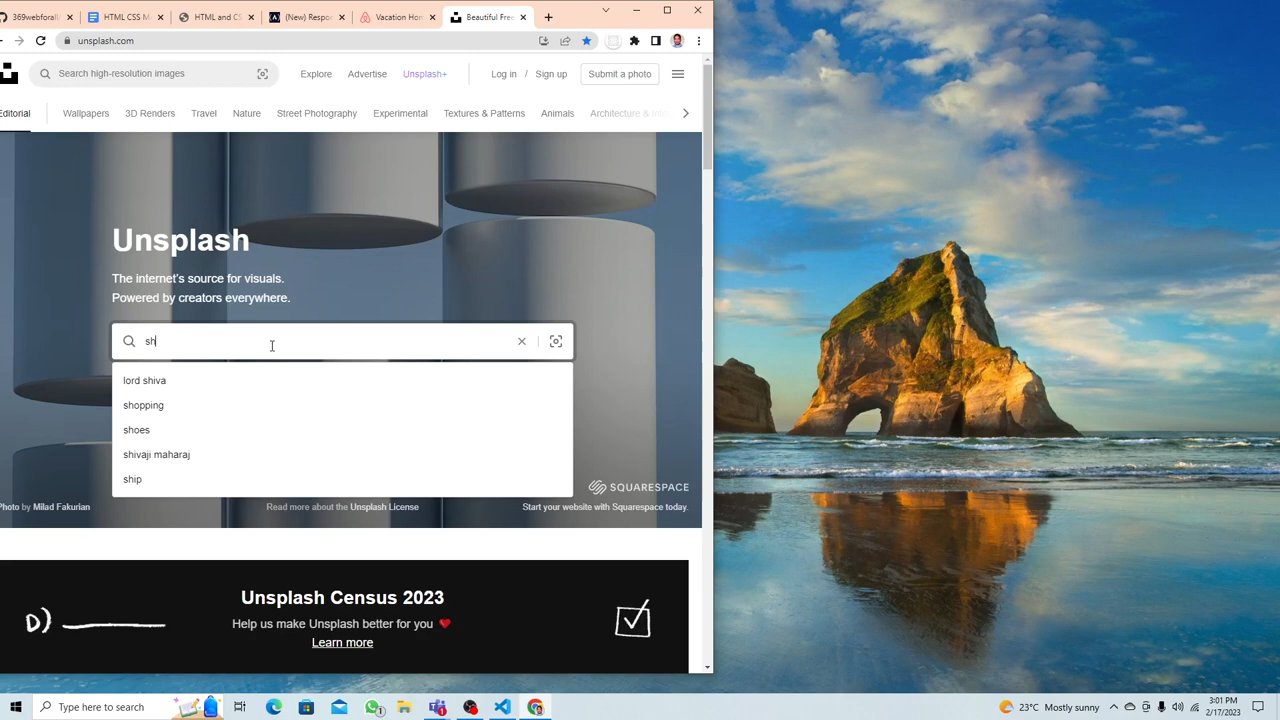 369webforall
HTML CSS M
HTML and CS
(New) Respo
Vacation Hom
Beautiful Free
unsplash.com
Search high-resolution images
Explore
Advertise
Unsplash+
Log in / Sign up
Submit a photo
Editorial
Wallpapers
3D Renders
Travel
Nature
Street Photography
Experimental
Textures & Patterns
Animals
Architecture & Inte
Unsplash
The internet's source for visuals.
Powered by creators everywhere.
sh
lord shiva
shopping
shoes
shivaji maharaj
ship
SQUARESPACE
Photo by Milad Fakurian
Read more about the Unsplash License
Start your website with Squarespace today.
D)
Unsplash Census 2023
Help us make Unsplash better for you
Learn more
Type here to search
1
23°C Mostly sunny
3:01 PM
2/17/2023